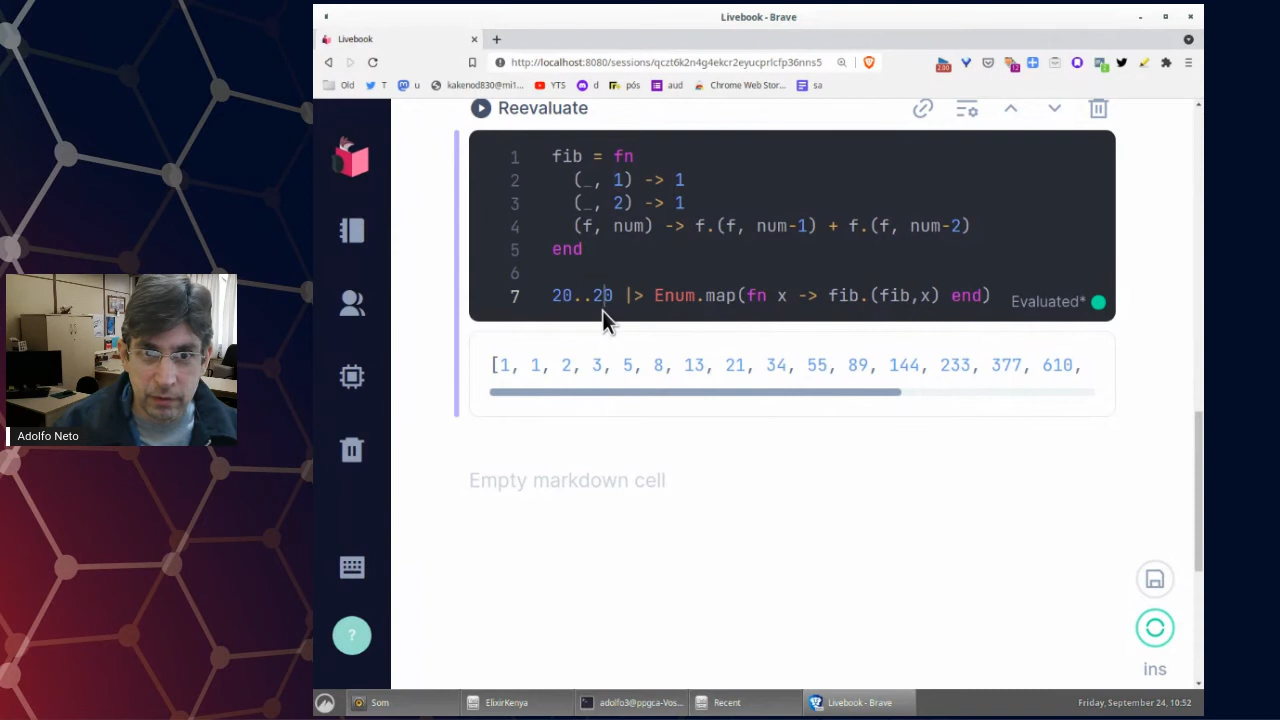 Livebook - Brave
Livebook
http://localhost:8080/sessions/qczt6k2n4g4ekcr2eyucprlcfp36nns5
Old T u kakenod830@mi1... YTS d pós aud Chrome Web Stor... sa
Reevaluate
1 fib = fn
2 (_, 1) -> 1
3 (_, 2) -> 1
4 (f, num) -> f.(f, num-1) + f.(f, num-2)
5 end
6
7 20..20 |> Enum.map(fn x -> fib.(fib,x) end)
Evaluated*
[1, 1, 2, 3, 5, 8, 13, 21, 34, 55, 89, 144, 233, 377, 610,
Adolfo Neto
Empty markdown cell
?
ins
Som ElixirKenya adolfo3@ppgca-Vos... Recent Livebook - Brave Friday, September 24, 10:52